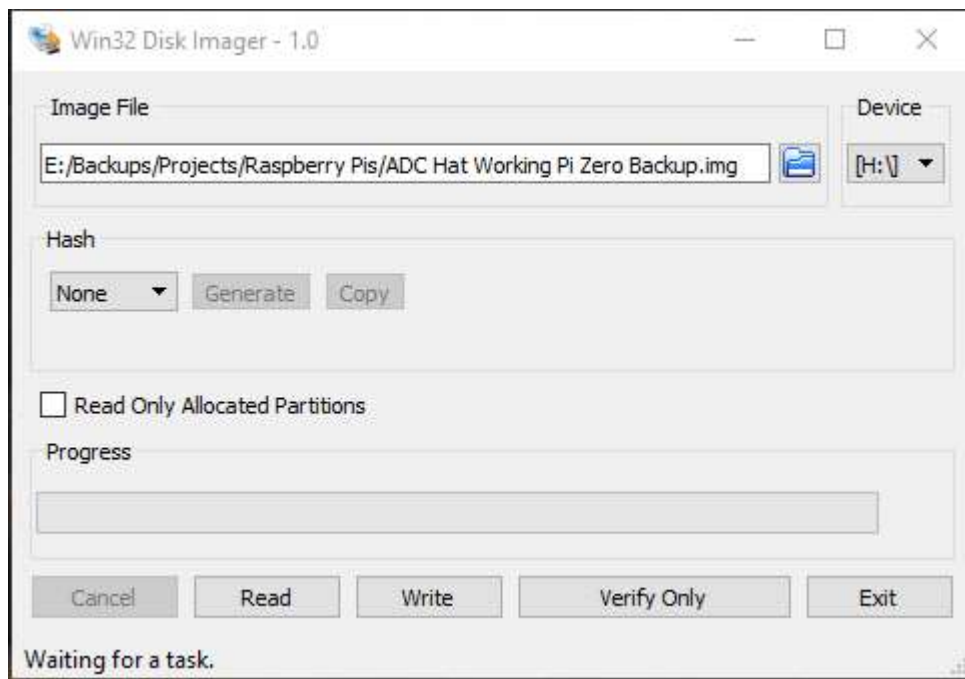 Win32 Disk Imager - 1.0
Image File
Device
E:/Backups/Projects/Raspberry Pis/ADC Hat Working Pi Zero Backup.img
[H:\]
Hash
None
Generate
Copy
Read Only Allocated Partitions
Progress
Cancel
Read
Write
Verify Only
Exit
Waiting for a task.